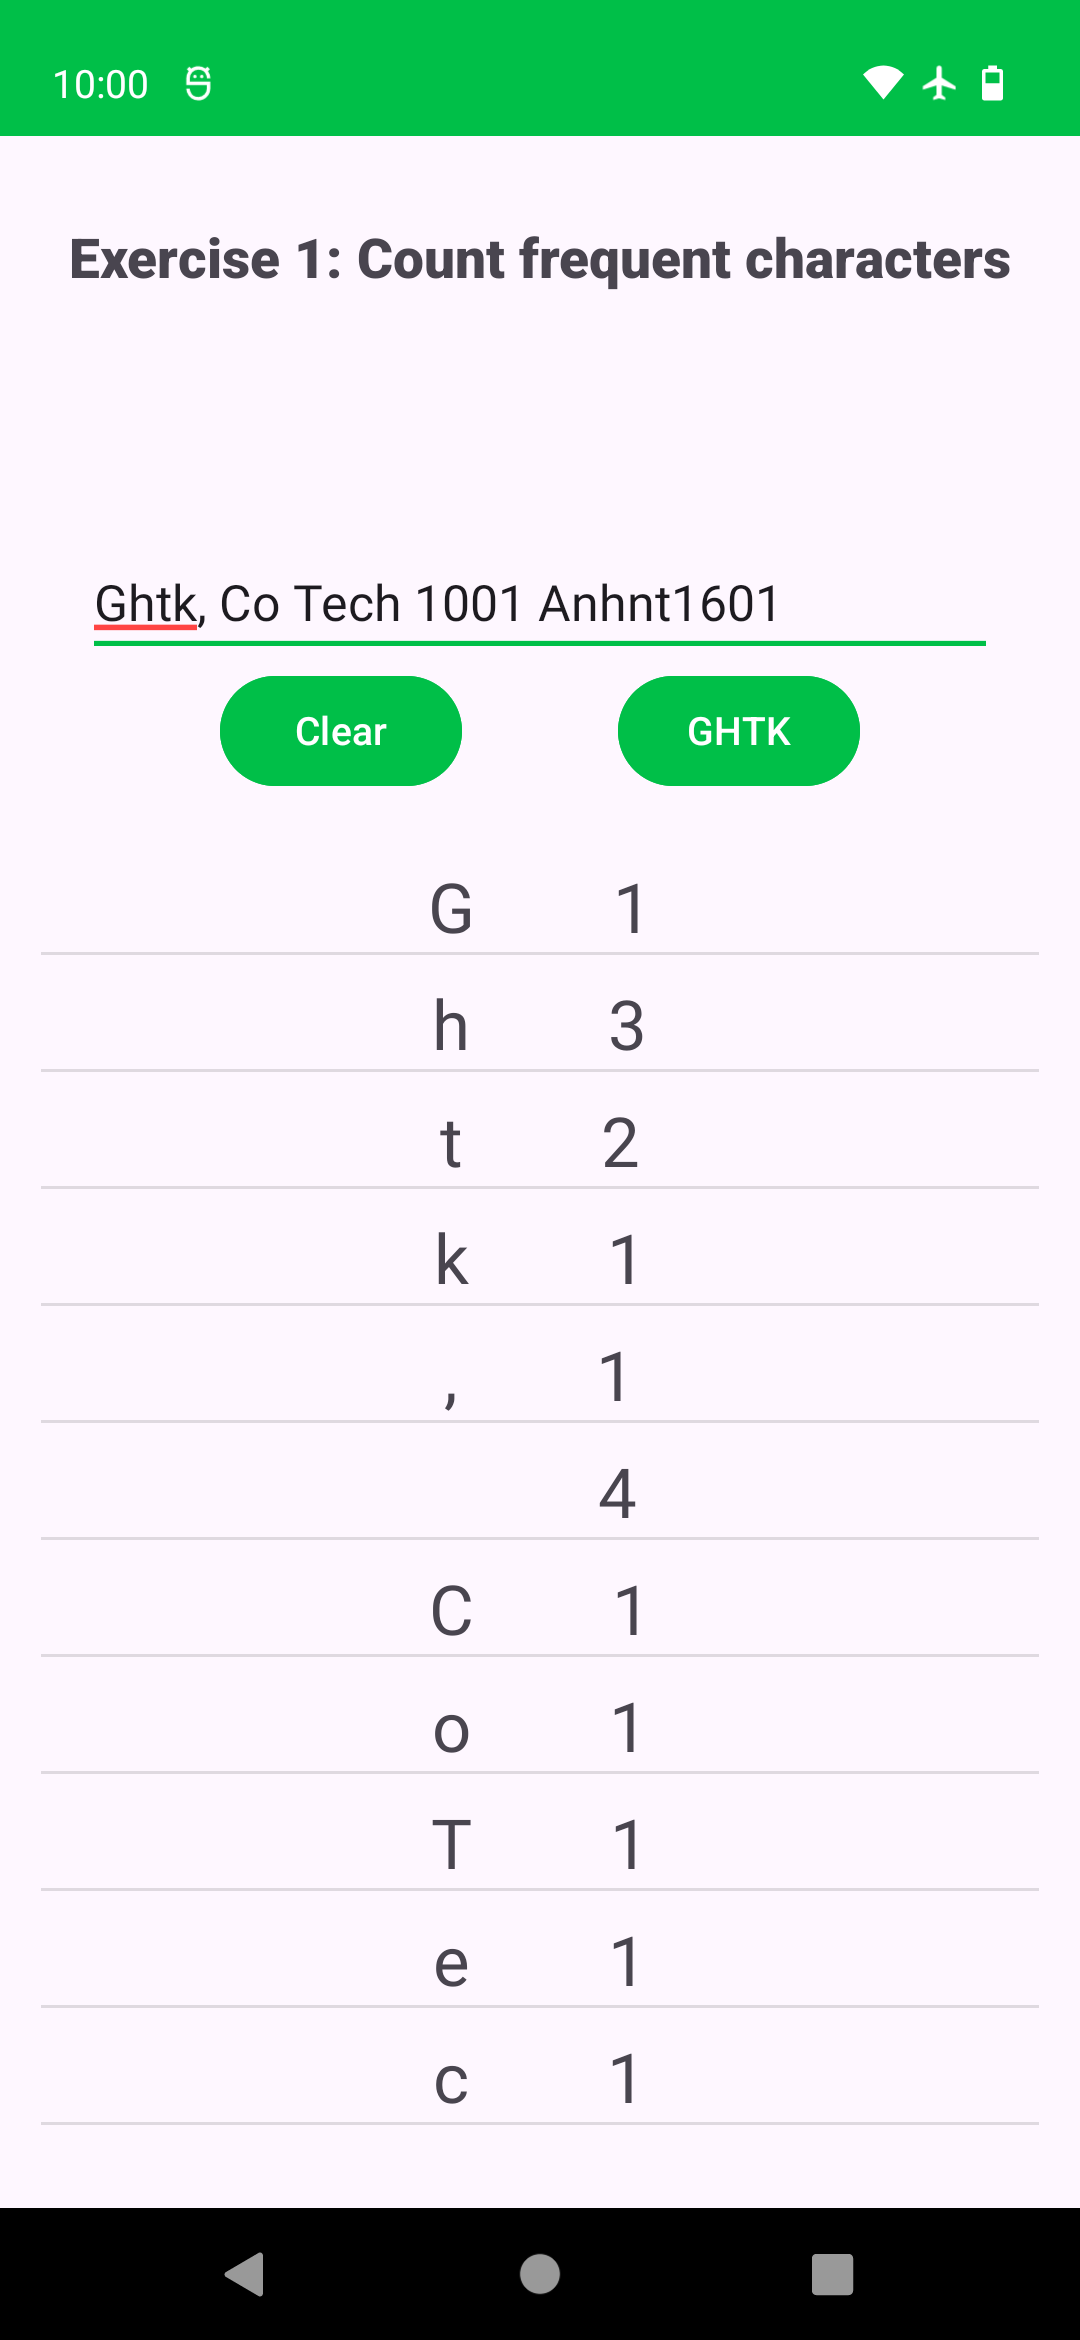 10:00
Exercise 1: Count frequent characters
Ghtk, Co Tech 1001 Anhnt1601
Clear GHTK
G 1
h 3
t 2
k 1
, 1
4
C 1
o 1
T 1
e 1
c 1